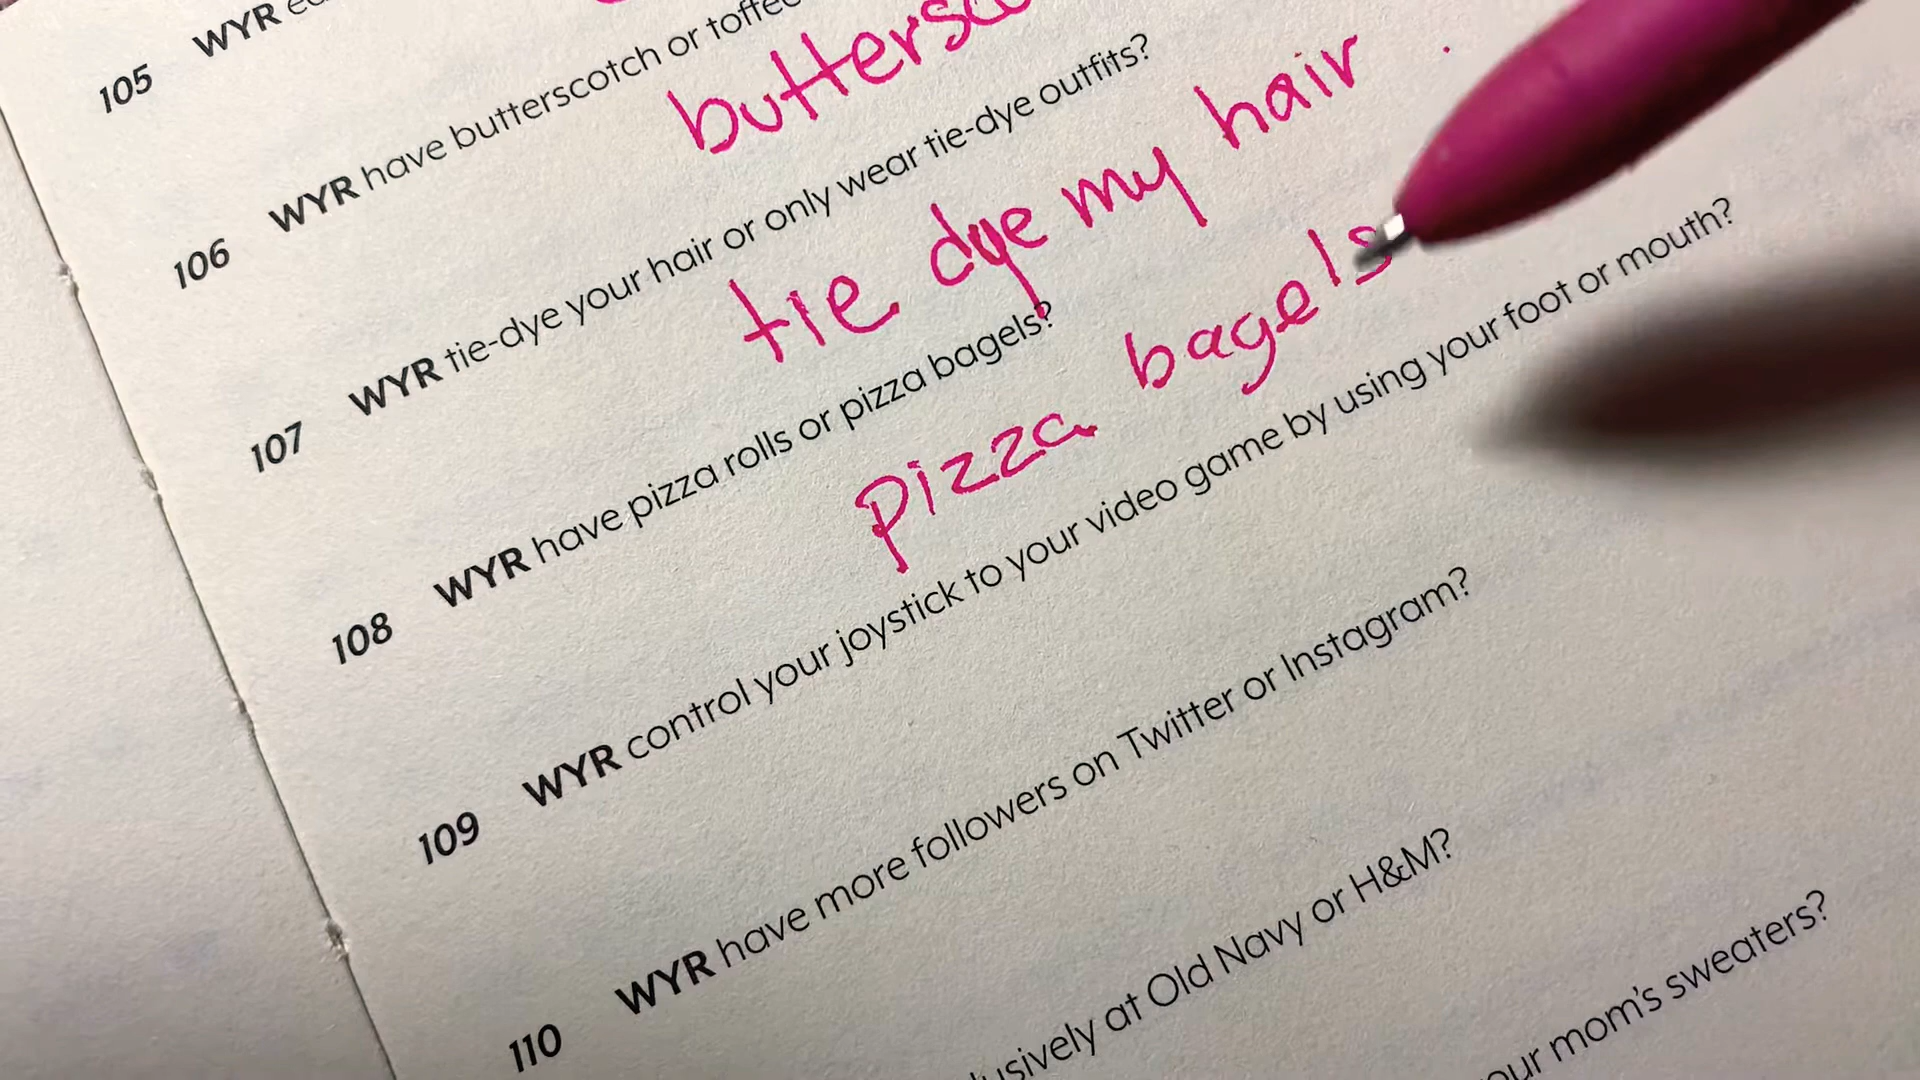 105 WYR
106 WYR have butterscotch or toffee
buttersco
107 WYR tie-dye your hair or only wear tie-dye outfits?
tie dye my hair
108 WYR have pizza rolls or pizza bagels?
pizza bagels
109 WYR control your joystick to your video game by using your foot or mouth?
110 WYR have more followers on Twitter or Instagram?
at Old Navy or H&M?
mom's sweaters?